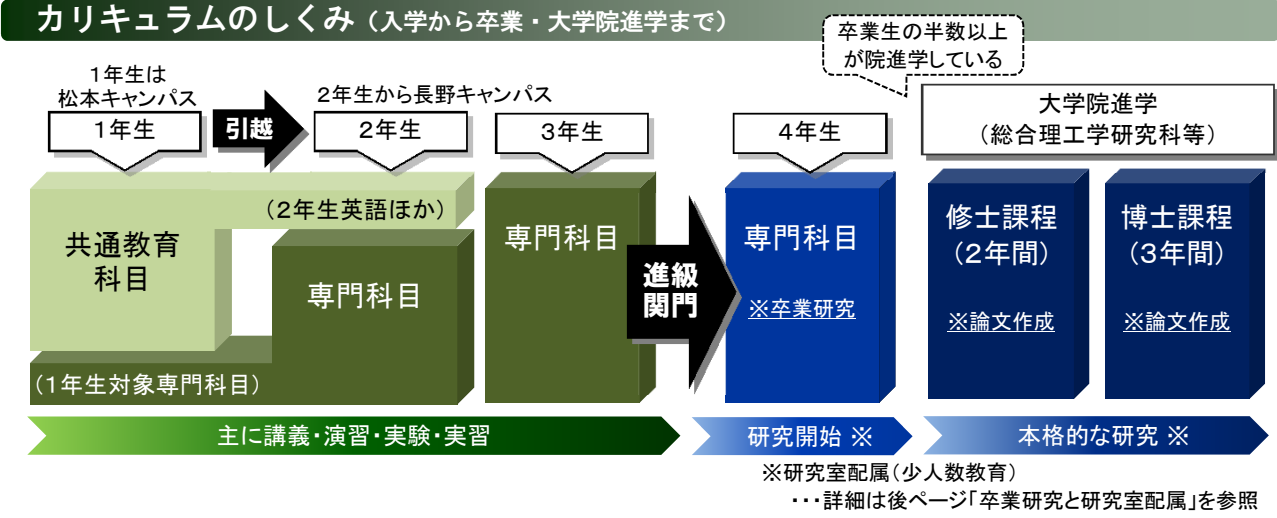 カリキュラムのしくみ（入学から卒業・大学院進学まで）
卒業生の半数以上
が院進学している
1年生は
松本キャンパス
2年生から長野キャンパス
1年生
引越
2年生
3年生
4年生
大学院進学
（総合理工学研究科等）
共通教育
科目
（2年生英語ほか）
専門科目
（1年生対象専門科目）
専門科目
進級
関門
専門科目
※卒業研究
修士課程
（2年間）
※論文作成
博士課程
（3年間）
※論文作成
主に講義・演習・実験・実習
研究開始 ※
本格的な研究 ※
※研究室配属（少人数教育）
・・・詳細は後ページ「卒業研究と研究室配属」を参照